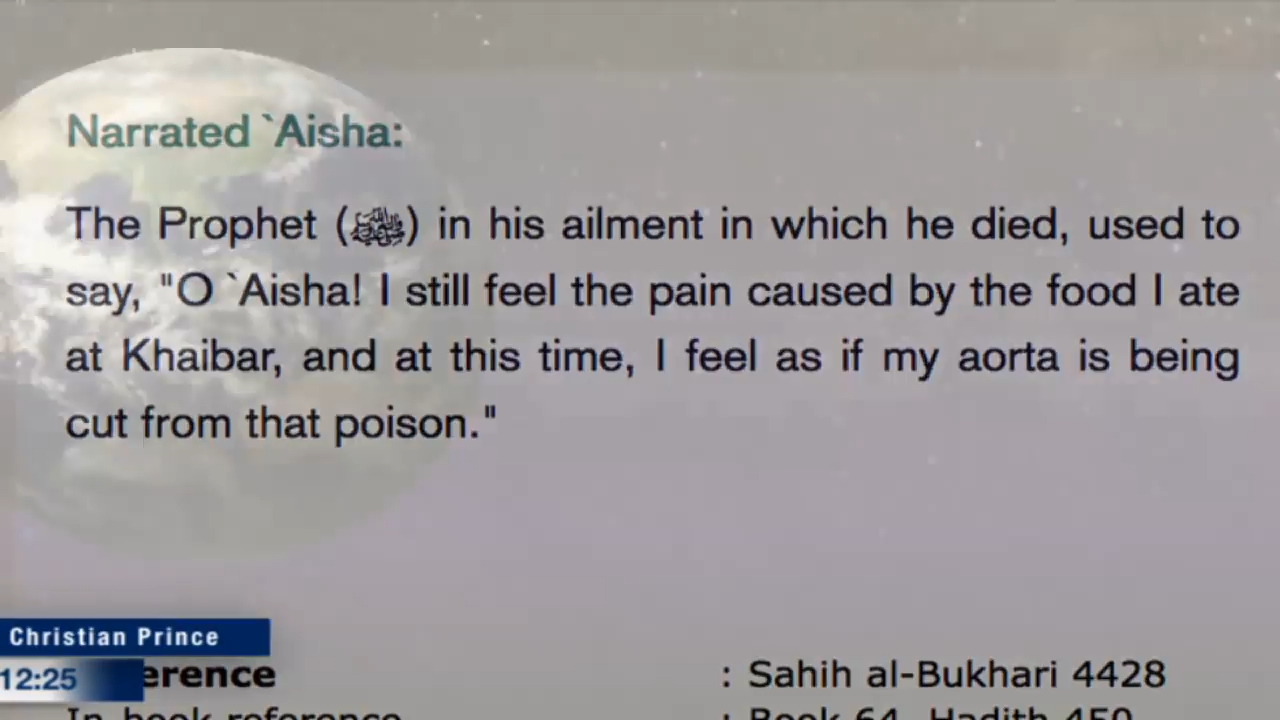 Narrated `Aisha:
The Prophet (ﷺ) in his ailment in which he died, used to
say, "O `Aisha! I still feel the pain caused by the food I ate
at Khaibar, and at this time, I feel as if my aorta is being
cut from that poison."
Christian Prince
12:25
erence : Sahih al-Bukhari 4428
In-book reference : Book 64, Hadith 450